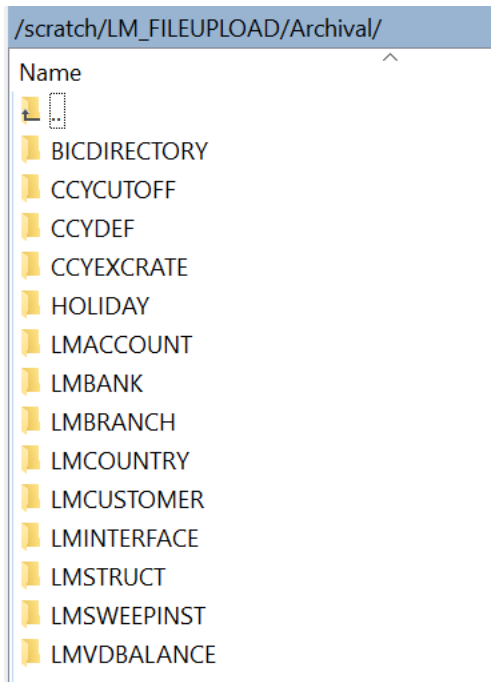 /scratch/LM_FILEUPLOAD/Archival/
Name
..
BICDIRECTORY
CCYCUTOFF
CCYDEF
CCYEXCRATE
HOLIDAY
LMACCOUNT
LMBANK
LMBRANCH
LMCOUNTRY
LMCUSTOMER
LMINTERFACE
LMSTRUCT
LMSWEEPINST
LMVDBALANCE